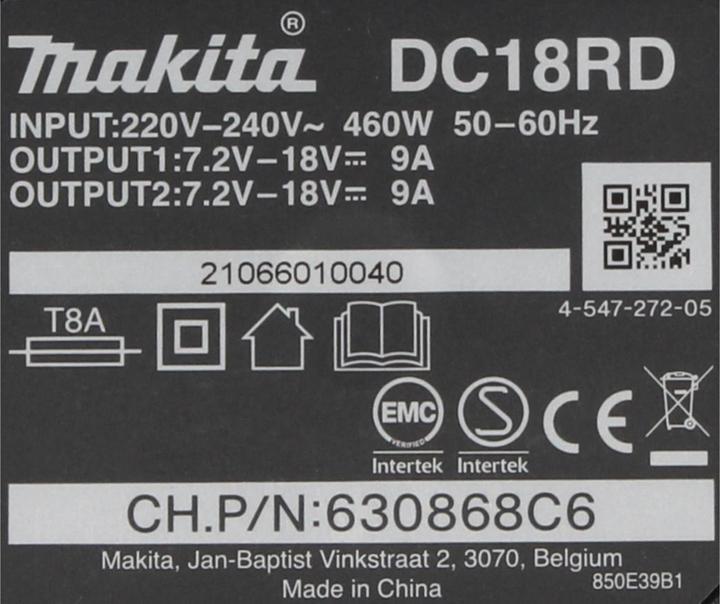 makita® DC18RD
INPUT:220V–240V~ 460W 50–60Hz
OUTPUT1:7.2V–18V⎓ 9A
OUTPUT2:7.2V–18V⎓ 9A
21066010040
4-547-272-05
T8A
EMC
VERIFIED
S
CE
Intertek Intertek
CH.P/N:630868C6
Makita, Jan-Baptist Vinkstraat 2, 3070, Belgium
Made in China
850E39B1